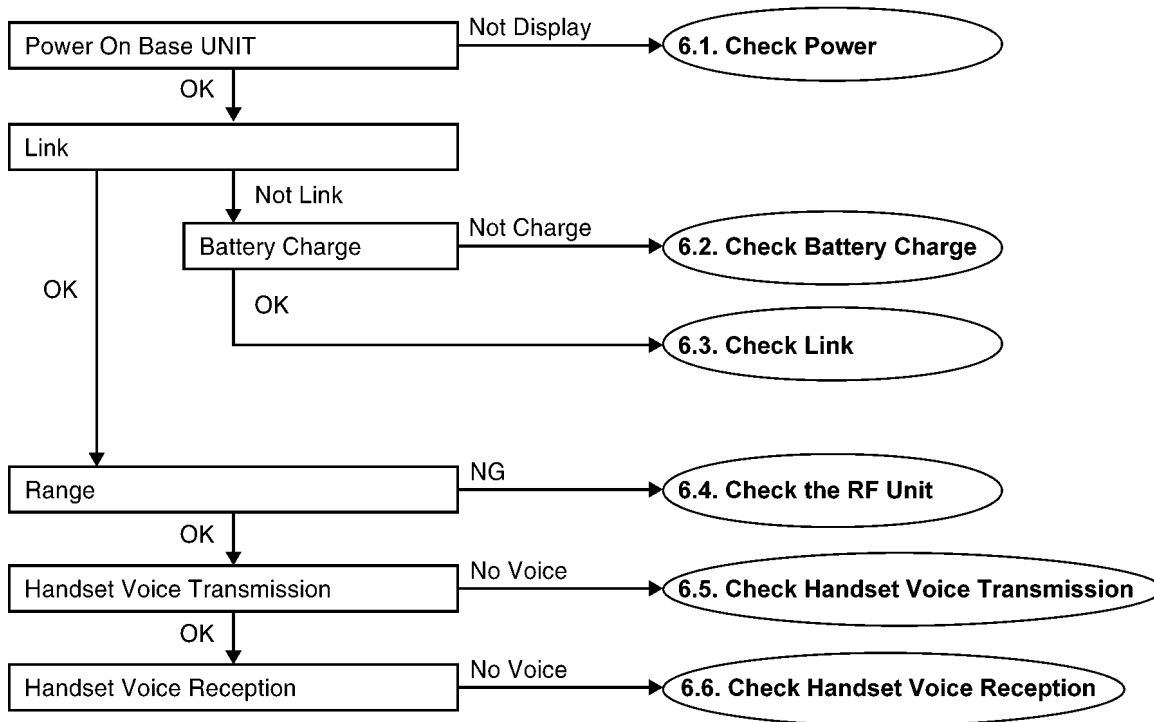 Power On Base UNIT
Not Display
6.1. Check Power
OK
Link
Not Link
Battery Charge
Not Charge
6.2. Check Battery Charge
OK
OK
6.3. Check Link
Range
NG
6.4. Check the RF Unit
OK
Handset Voice Transmission
No Voice
6.5. Check Handset Voice Transmission
OK
Handset Voice Reception
No Voice
6.6. Check Handset Voice Reception